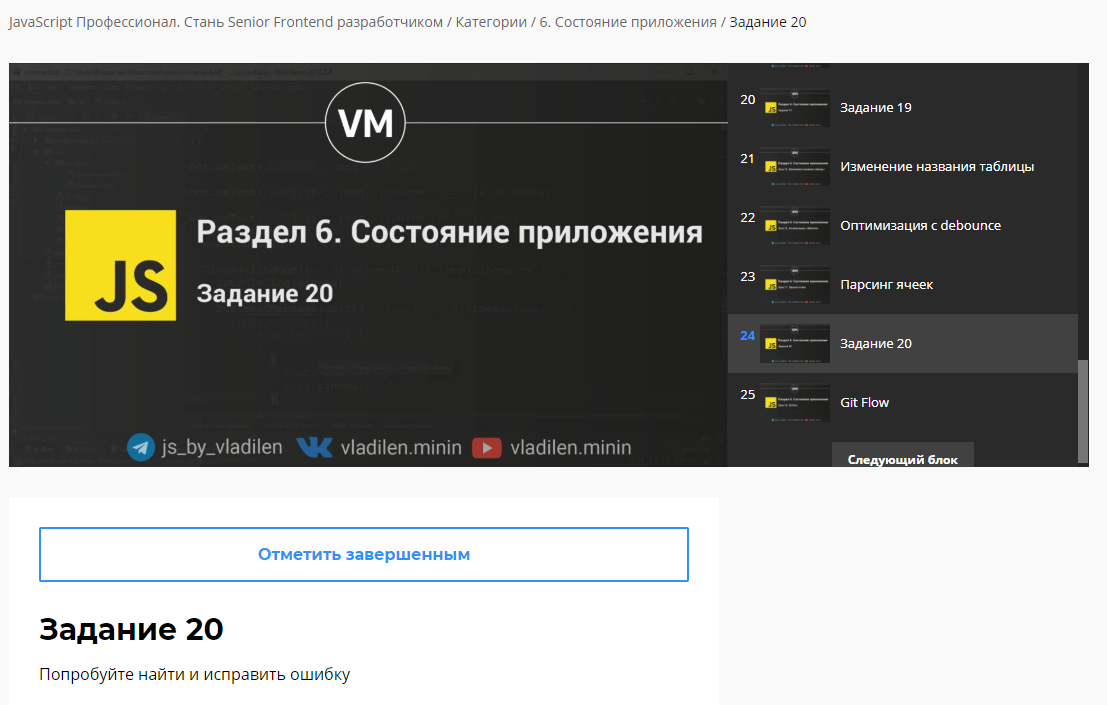 JavaScript Профессионал. Стань Senior Frontend разработчиком / Категории / 6. Состояние приложения / Задание 20
VM
JS
Раздел 6. Состояние приложения
Задание 20
js_by_vladilen
vladilen.minin
vladilen.minin
20
Задание 19
21
Изменение названия таблицы
22
Оптимизация с debounce
23
Парсинг ячеек
24
Задание 20
25
Git Flow
Следующий блок
Отметить завершенным
Задание 20
Попробуйте найти и исправить ошибку